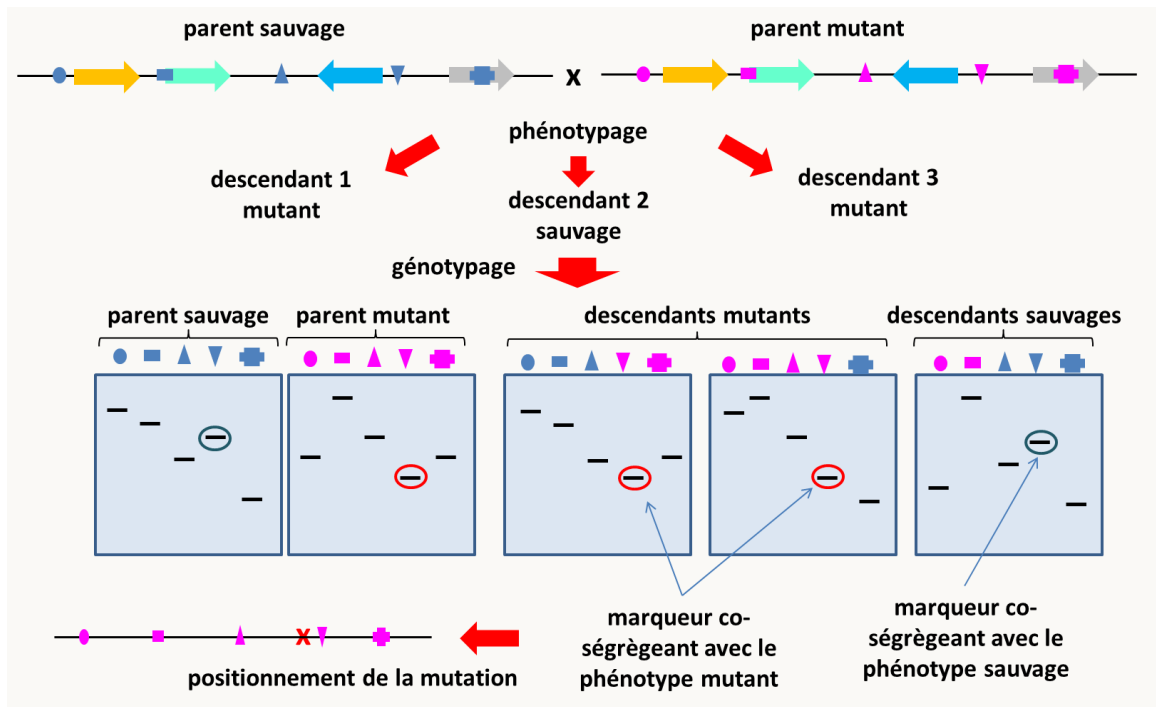 parent sauvage
parent mutant
x
phénotypage
descendant 1
mutant
descendant 2
sauvage
descendant 3
mutant
génotypage
parent sauvage
parent mutant
descendants mutants
descendants sauvages
marqueur co-
ségrègeant avec le
phénotype mutant
marqueur co-
ségrègeant avec le
phénotype sauvage
x
positionnement de la mutation